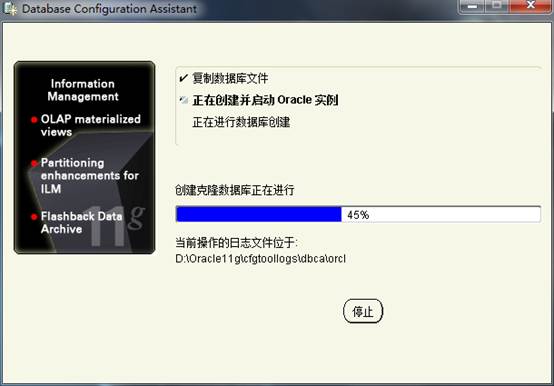 Database Configuration Assistant
Information
Management
OLAP materialized
views
Partitioning
enhancements for
ILM
Flashback Data
Archive
11g
复制数据库文件
正在创建并启动 Oracle 实例
正在进行数据库创建
创建克隆数据库正在进行
45%
当前操作的日志文件位于:
D:\Oracle11g\cfgtoollogs\dbca\orcl
停止